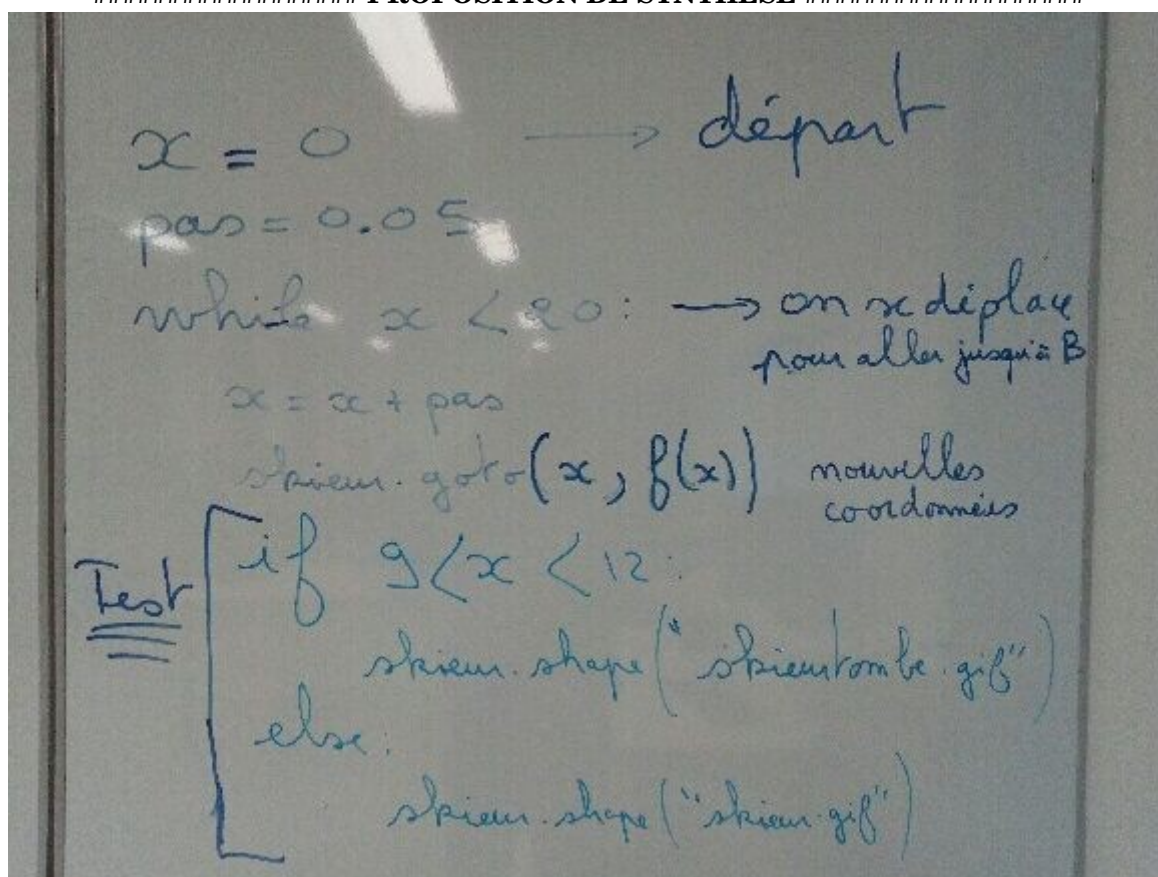 PROPOSITION DE SYNTHÈSE
x = 0 → départ
pas = 0.05
while x < 20: → on se déplace
pour aller jusqu'à B
x = x + pas
skieur.goto(x, f(x)) nouvelles
coordonnées
Test
if 9<x<12:
skieur.shape("skieurtombe.gif")
else:
skieur.shape("skieur.gif")